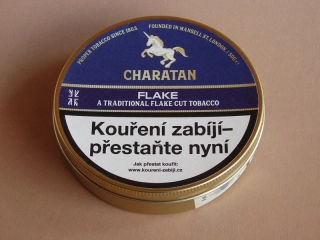 PROPER TOBACCO SINCE 1863. FOUNDED IN MANSELL ST, LONDON
CHARATAN
FLAKE
A TRADITIONAL FLAKE CUT TOBACCO
Kouření zabíjí–
přestaňte nyní
Jak přestat kouřit:
www.koureni-zabiji.cz